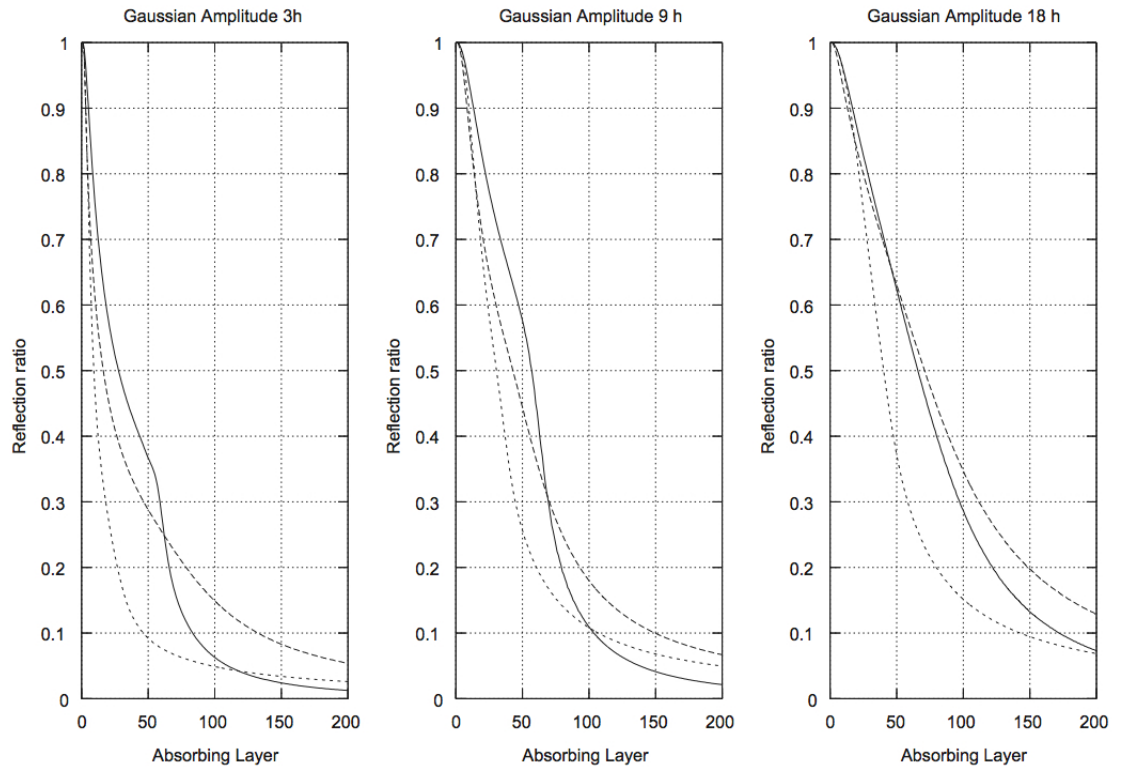 Gaussian Amplitude 3h
1
0.9
0.8
0.7
0.6
0.5
0.4
0.3
0.2
0.1
0
Reflection ratio
0 50 100 150 200
Absorbing Layer
Gaussian Amplitude 9 h
1
0.9
0.8
0.7
0.6
0.5
0.4
0.3
0.2
0.1
0
Reflection ratio
0 50 100 150 200
Absorbing Layer
Gaussian Amplitude 18 h
1
0.9
0.8
0.7
0.6
0.5
0.4
0.3
0.2
0.1
0
Reflection ratio
0 50 100 150 200
Absorbing Layer